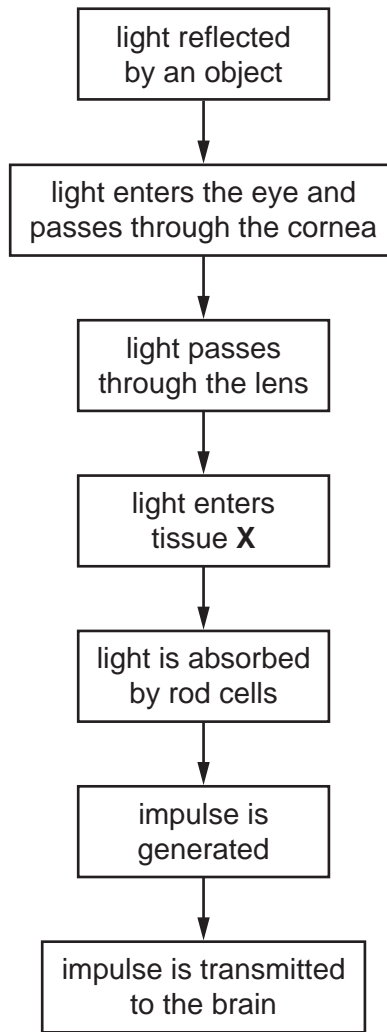 light reflected
by an object
light enters the eye and
passes through the cornea
light passes
through the lens
light enters
tissue X
light is absorbed
by rod cells
impulse is
generated
impulse is transmitted
to the brain